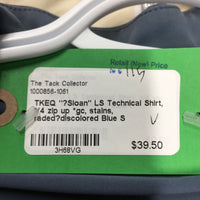 Retail (New) Price
The Tack Collector
1000856-1061
TKEQ "?Sloan" LS Technical Shirt,
1/4 zip up *gc, stains,
faded?discolored Blue S
$39.50
3H68VG